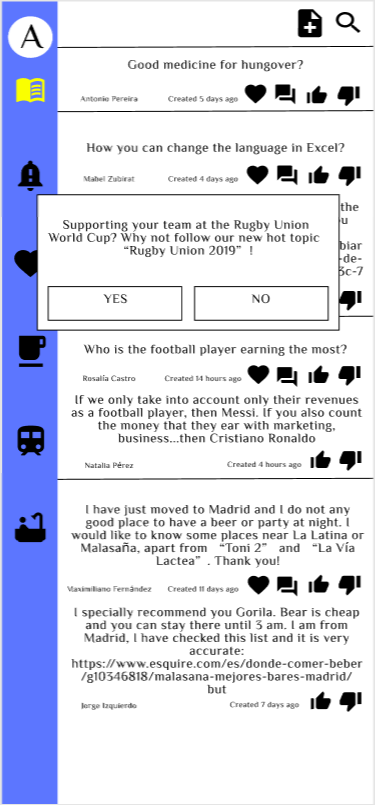 A
Good medicine for hungover?
Antonio Pereira Created 5 days ago
How you can change the language in Excel?
Mabel Zubirat Created 4 days ago
the
u
Supporting your team at the Rugby Union
World Cup? Why not follow our new hot topic
“Rugby Union 2019” !
biar
-de-
3c-7
YES NO
Who is the football player earning the most?
Rosalía Castro Created 14 hours ago
If we only take into account only their revenues
as a football player, then Messi. If you also count
the money that they ear with marketing,
business...then Cristiano Ronaldo
Natalia Pérez Created 4 hours ago
I have just moved to Madrid and I do not any
good place to have a beer or party at night. I
would like to know some places near La Latina or
Malasaña, apart from “Toni 2” and “La Vía
Lactea” . Thank you!
Maximiliano Fernández Created 11 days ago
I specially recommend you Gorila. Bear is cheap
and you can stay there until 3 am. I am from
Madrid, I have checked this list and it is very
accurate:
https://www.esquire.com/es/donde-comer-beber
/g10346818/malasana-mejores-bares-madrid/
but
Jorge Izquierdo Created 7 days ago